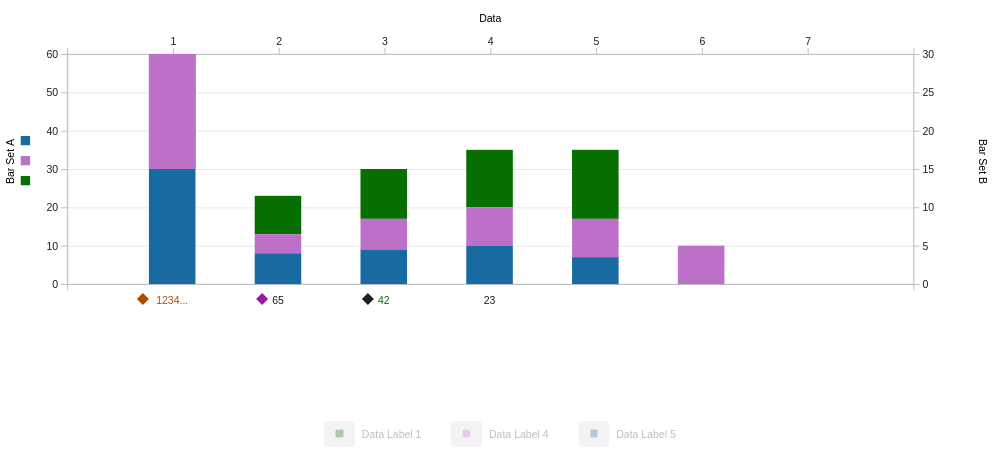 Data
1 2 3 4 5 6 7
60 30
50 25
40 20
Bar Set A
Bar Set B
30 15
20 10
10 5
0 0
1234... 65 42 23
Data Label 1 Data Label 4 Data Label 5